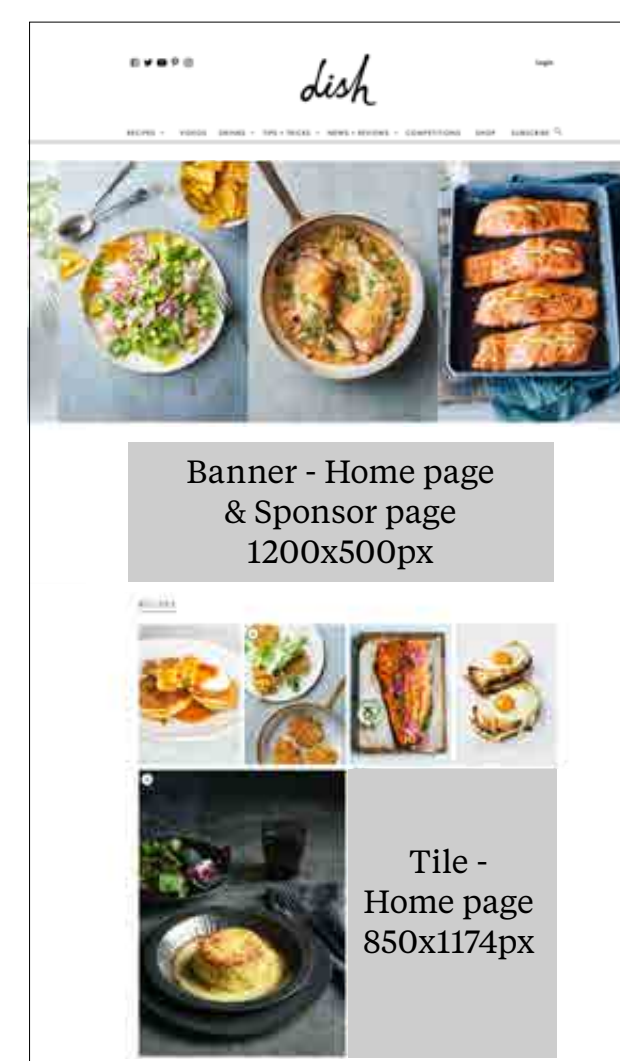 dish
Login
RECIPES VIDEOS DRINKS TIPS + TRICKS NEWS + REVIEWS COMPETITIONS SHOP SUBSCRIBE
Banner - Home page
& Sponsor page
1200x500px
RECIPES
Tile -
Home page
850x1174px